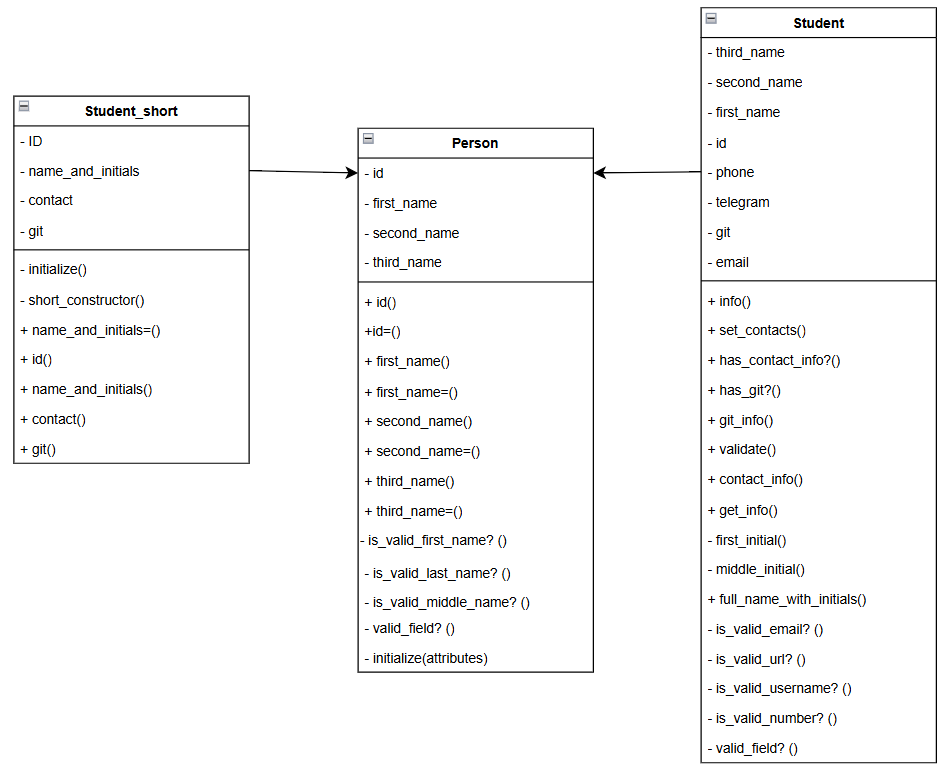 Student_short
- ID
- name_and_initials
- contact
- git
- initialize()
- short_constructor()
+ name_and_initials=()
+ id()
+ name_and_initials()
+ contact()
+ git()
Person
- id
- first_name
- second_name
- third_name
+ id()
+id=()
+ first_name()
+ first_name=()
+ second_name()
+ second_name=()
+ third_name()
+ third_name=()
- is_valid_first_name? ()
- is_valid_last_name? ()
- is_valid_middle_name? ()
- valid_field? ()
- initialize(attributes)
Student
- third_name
- second_name
- first_name
- id
- phone
- telegram
- git
- email
+ info()
+ set_contacts()
+ has_contact_info?()
+ has_git?()
+ git_info()
+ validate()
+ contact_info()
+ get_info()
- first_initial()
- middle_initial()
+ full_name_with_initials()
- is_valid_email? ()
- is_valid_url? ()
- is_valid_username? ()
- is_valid_number? ()
- valid_field? ()